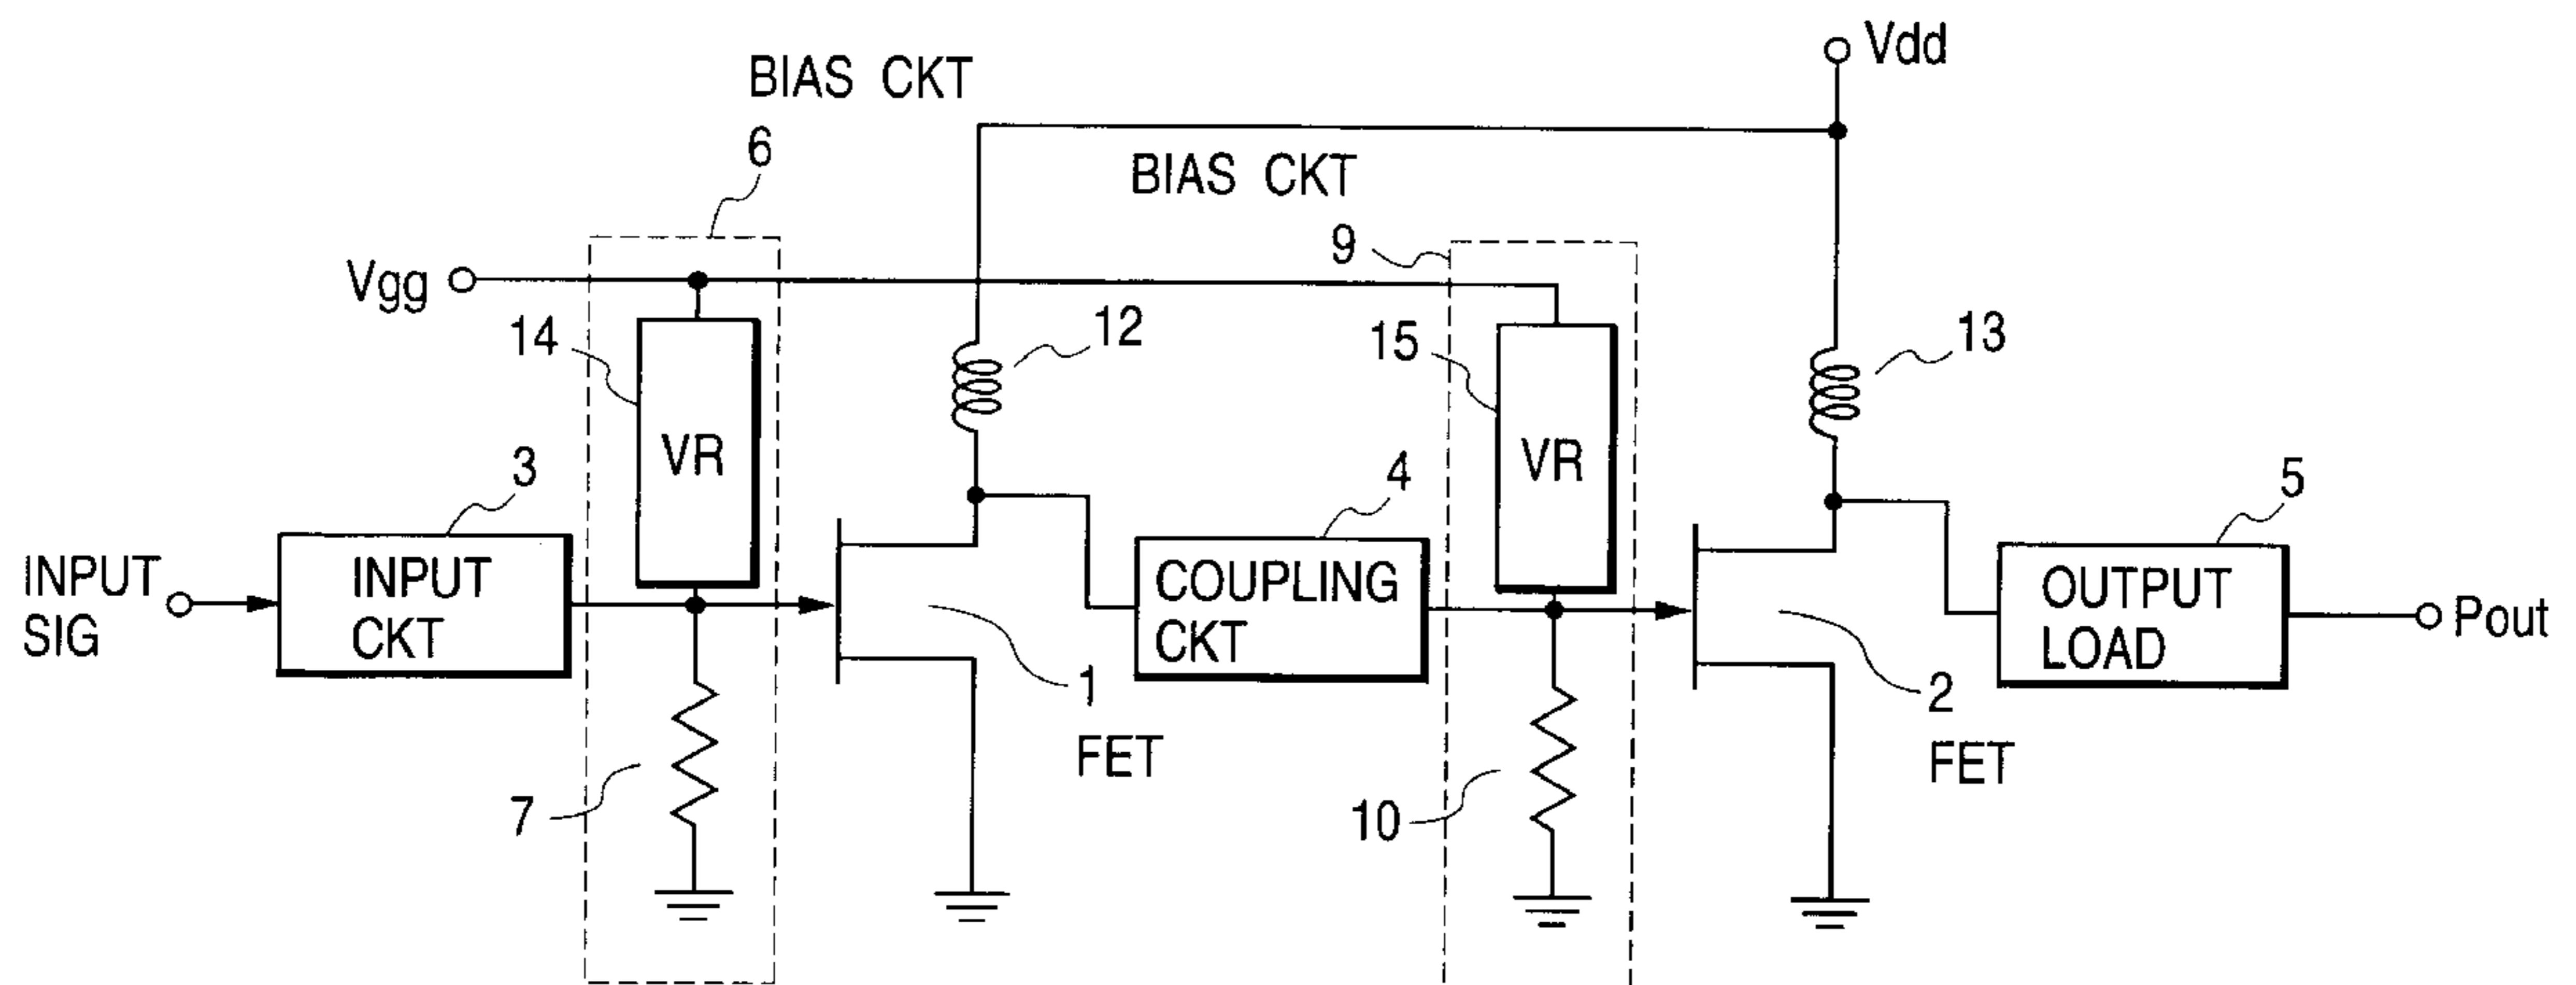 Vdd
BIAS CKT
6
BIAS CKT
9
Vgg
14
12
15
13
VR
VR
3
4
5
INPUT
SIG
INPUT
CKT
COUPLING
CKT
OUTPUT
LOAD
Pout
1
FET
2
FET
7
10